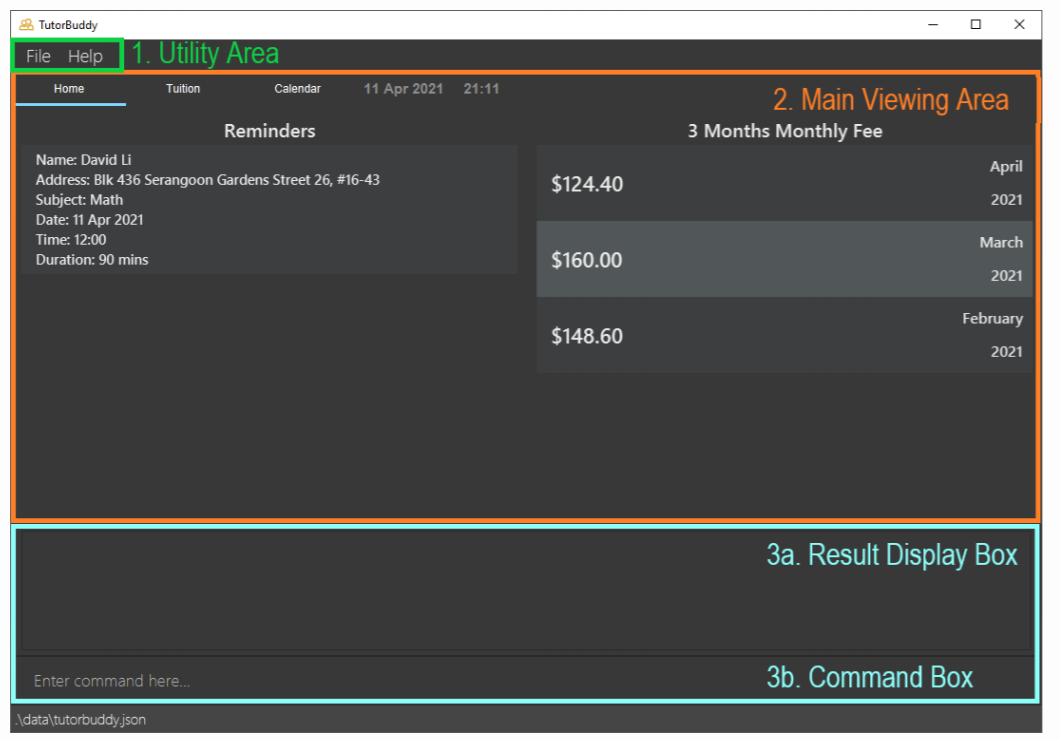 TutorBuddy
File Help 1. Utility Area
Home Tuition Calendar 11 Apr 2021 21:11
2. Main Viewing Area
Reminders
Name: David Li
Address: Blk 436 Serangoon Gardens Street 26, #16-43
Subject: Math
Date: 11 Apr 2021
Time: 12:00
Duration: 90 mins
3 Months Monthly Fee
$124.40
April
2021
$160.00
March
2021
$148.60
February
2021
3a. Result Display Box
Enter command here...
3b. Command Box
.\data\tutorbuddy.json